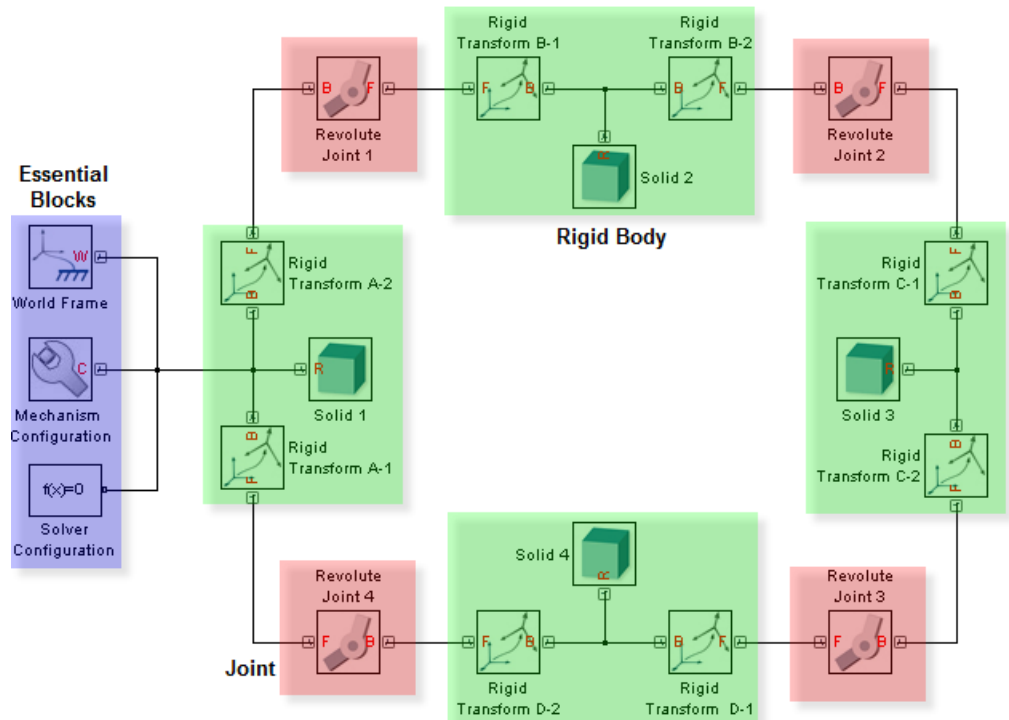 Rigid
Transform B-1
Rigid
Transform B-2
B F
Revolute
Joint 1
F B
B F
B F
Revolute
Joint 2
R
Solid 2
Rigid Body
Essential
Blocks
W
World Frame
C
Mechanism
Configuration
f(x)=0
Solver
Configuration
F
B
Rigid
Transform A-2
R
Solid 1
B
F
Rigid
Transform A-1
F
B
Rigid
Transform C-1
R
Solid 3
B
F
Rigid
Transform C-2
Solid 4
R
Revolute
Joint 4
F B
Joint
F B
Rigid
Transform D-2
B F
Rigid
Transform D-1
Revolute
Joint 3
F B